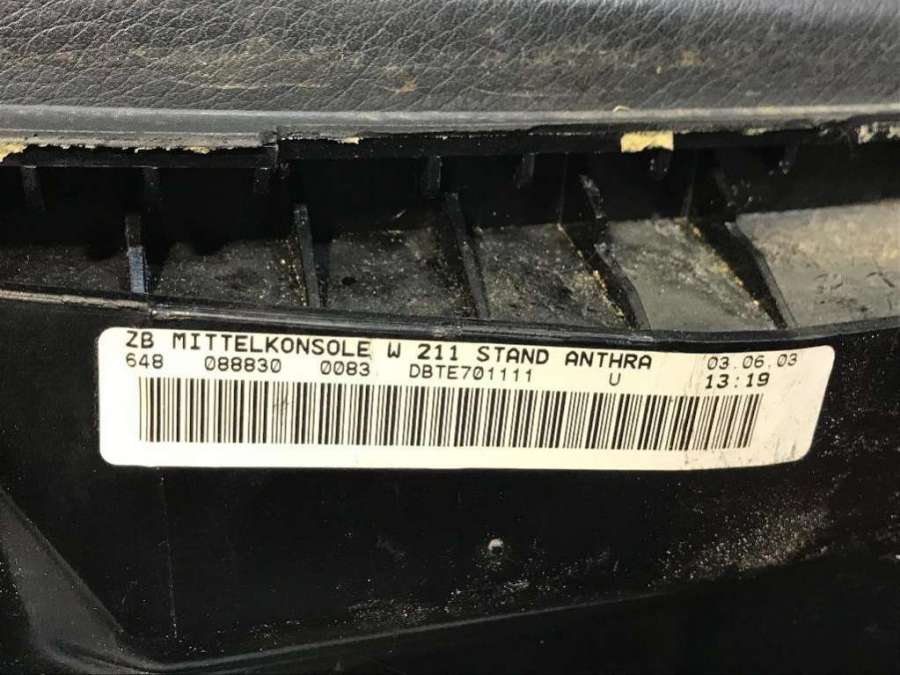 ZB MITTELKONSOLE W 211 STAND ANTHRA 03.06.03
648 088830 0083 DBTE701111 U 13:19